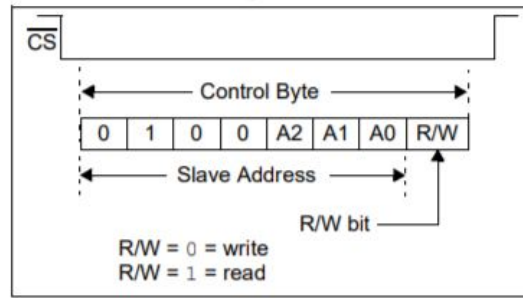 CS
Control Byte
0 1 0 0 A2 A1 A0 R/W
Slave Address
R/W bit
R/W = 0 = write
R/W = 1 = read